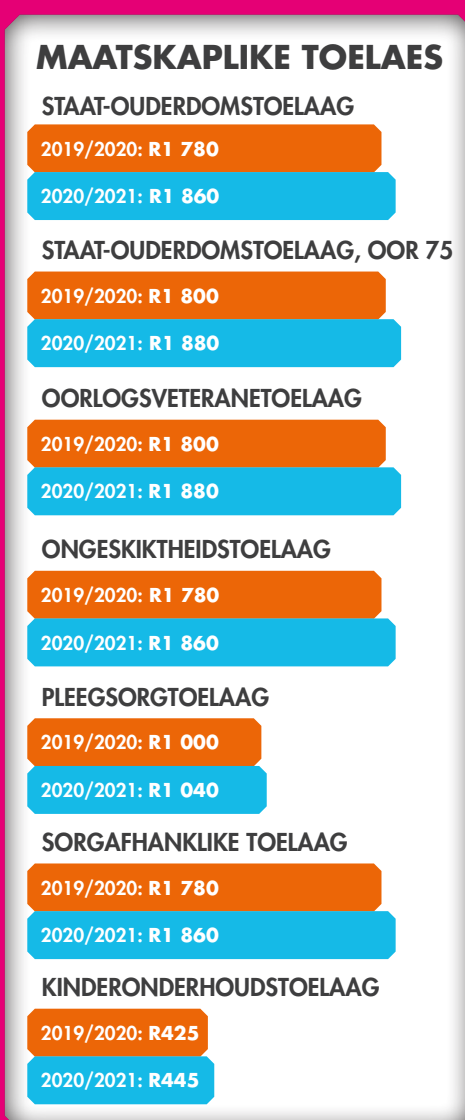 MAATSKAPLIKE TOELAES
STAAT-OUDERDOMSTOELAAG
2019/2020: R1 780
2020/2021: R1 860
STAAT-OUDERDOMSTOELAAG, OOR 75
2019/2020: R1 800
2020/2021: R1 880
OORLOGSVETERANETOELAAG
2019/2020: R1 800
2020/2021: R1 880
ONGESKIKTHEIDSTOELAAG
2019/2020: R1 780
2020/2021: R1 860
PLEEGSORGTOELAAG
2019/2020: R1 000
2020/2021: R1 040
SORGAFHANKLIKE TOELAAG
2019/2020: R1 780
2020/2021: R1 860
KINDERONDERHOUDSTOELAAG
2019/2020: R425
2020/2021: R445